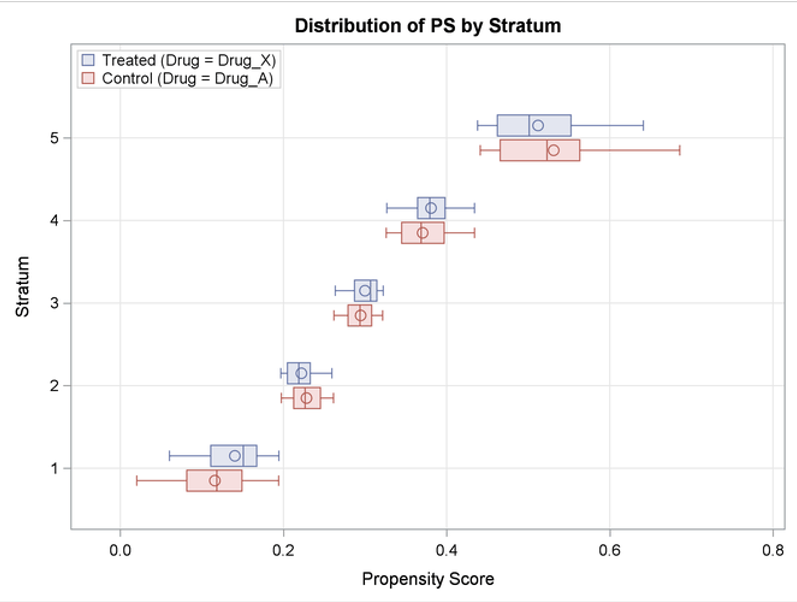 Distribution of PS by Stratum
Treated (Drug = Drug_X)
Control (Drug = Drug_A)
5
4
3
2
1
Stratum
0.0 0.2 0.4 0.6 0.8
Propensity Score